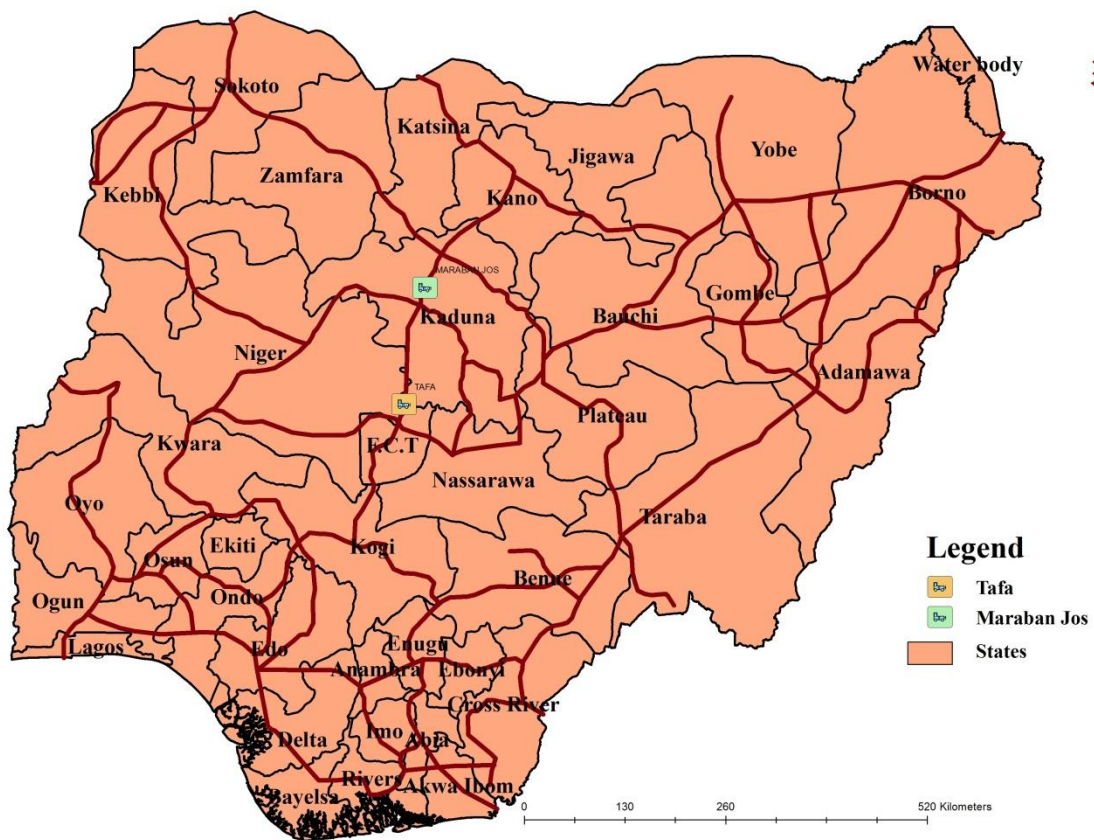 Water body
Sokoto
Katsina
Yobe
Jigawa
Zamfara
Kebbi
Kano
Borno
MARABAN JOS
Gombe
Kaduna
Bauchi
Niger
Adamawa
TAFA
Plateau
Kwara
F.C.T
Nassarawa
Oyo
Taraba
Ekiti
Kogi
Osun
Benue
Ogun
Ondo
Lagos
Edo
Enugu
Anambra
Ebonyi
Cross River
Imo
Delta
Abia
Rivers
Akwa Ibom
Bayelsa
Legend
Tafa
Maraban Jos
States
0 130 260 520 Kilometers